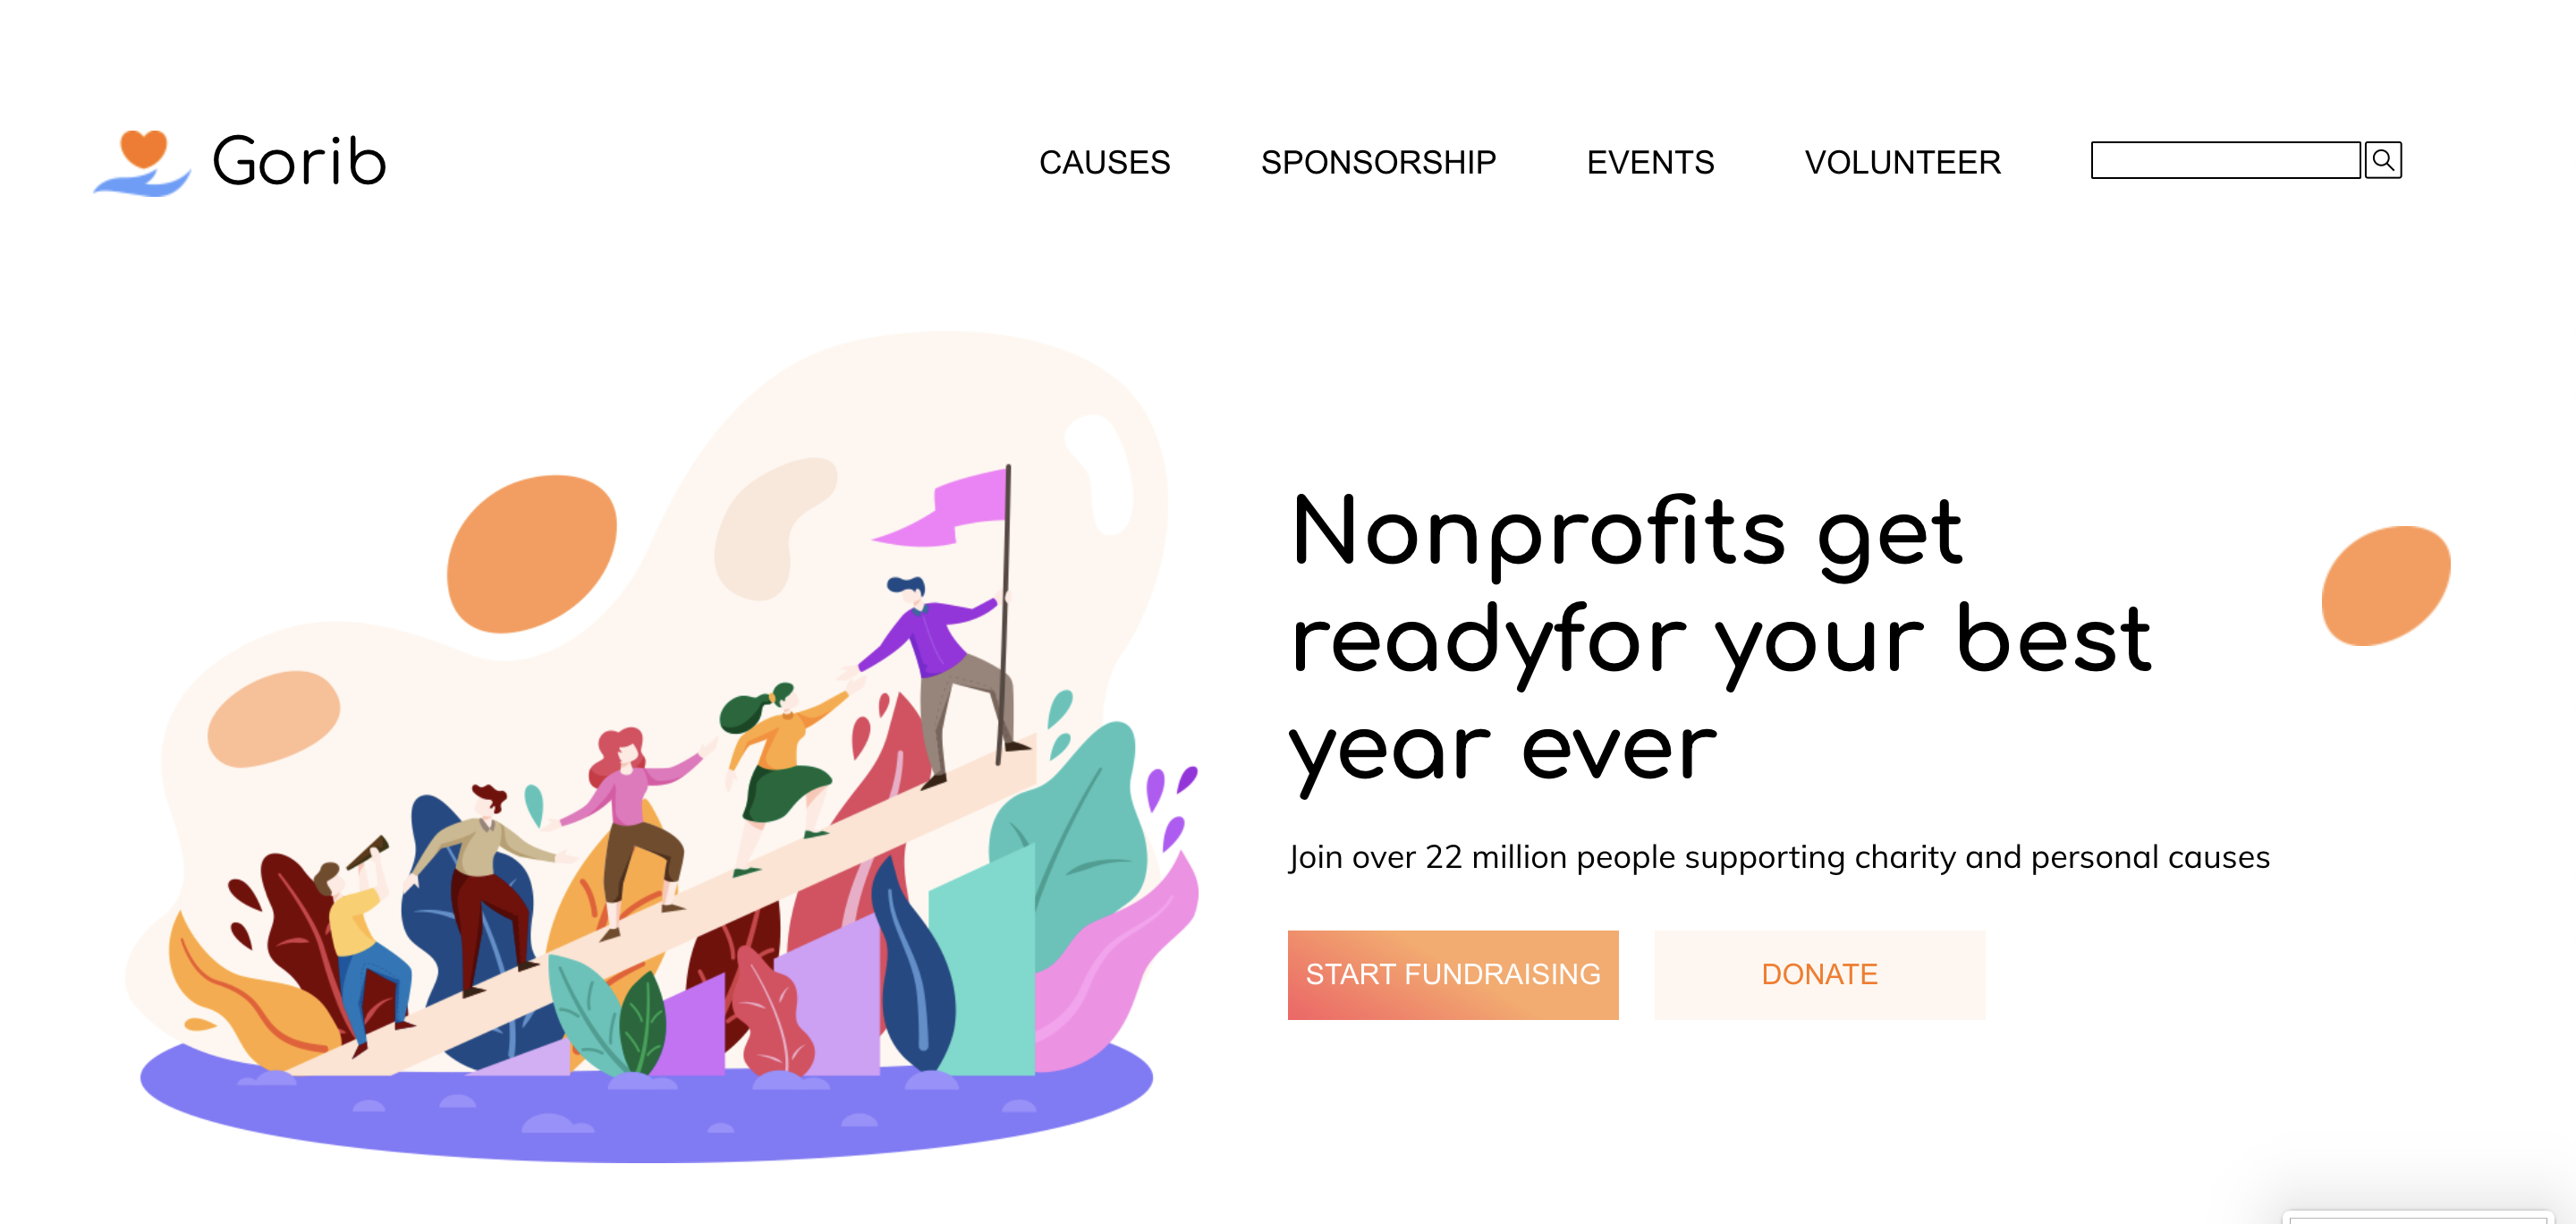 Gorib
CAUSES SPONSORSHIP EVENTS VOLUNTEER
Nonprofits get
readyfor your best
year ever
Join over 22 million people supporting charity and personal causes
START FUNDRAISING DONATE